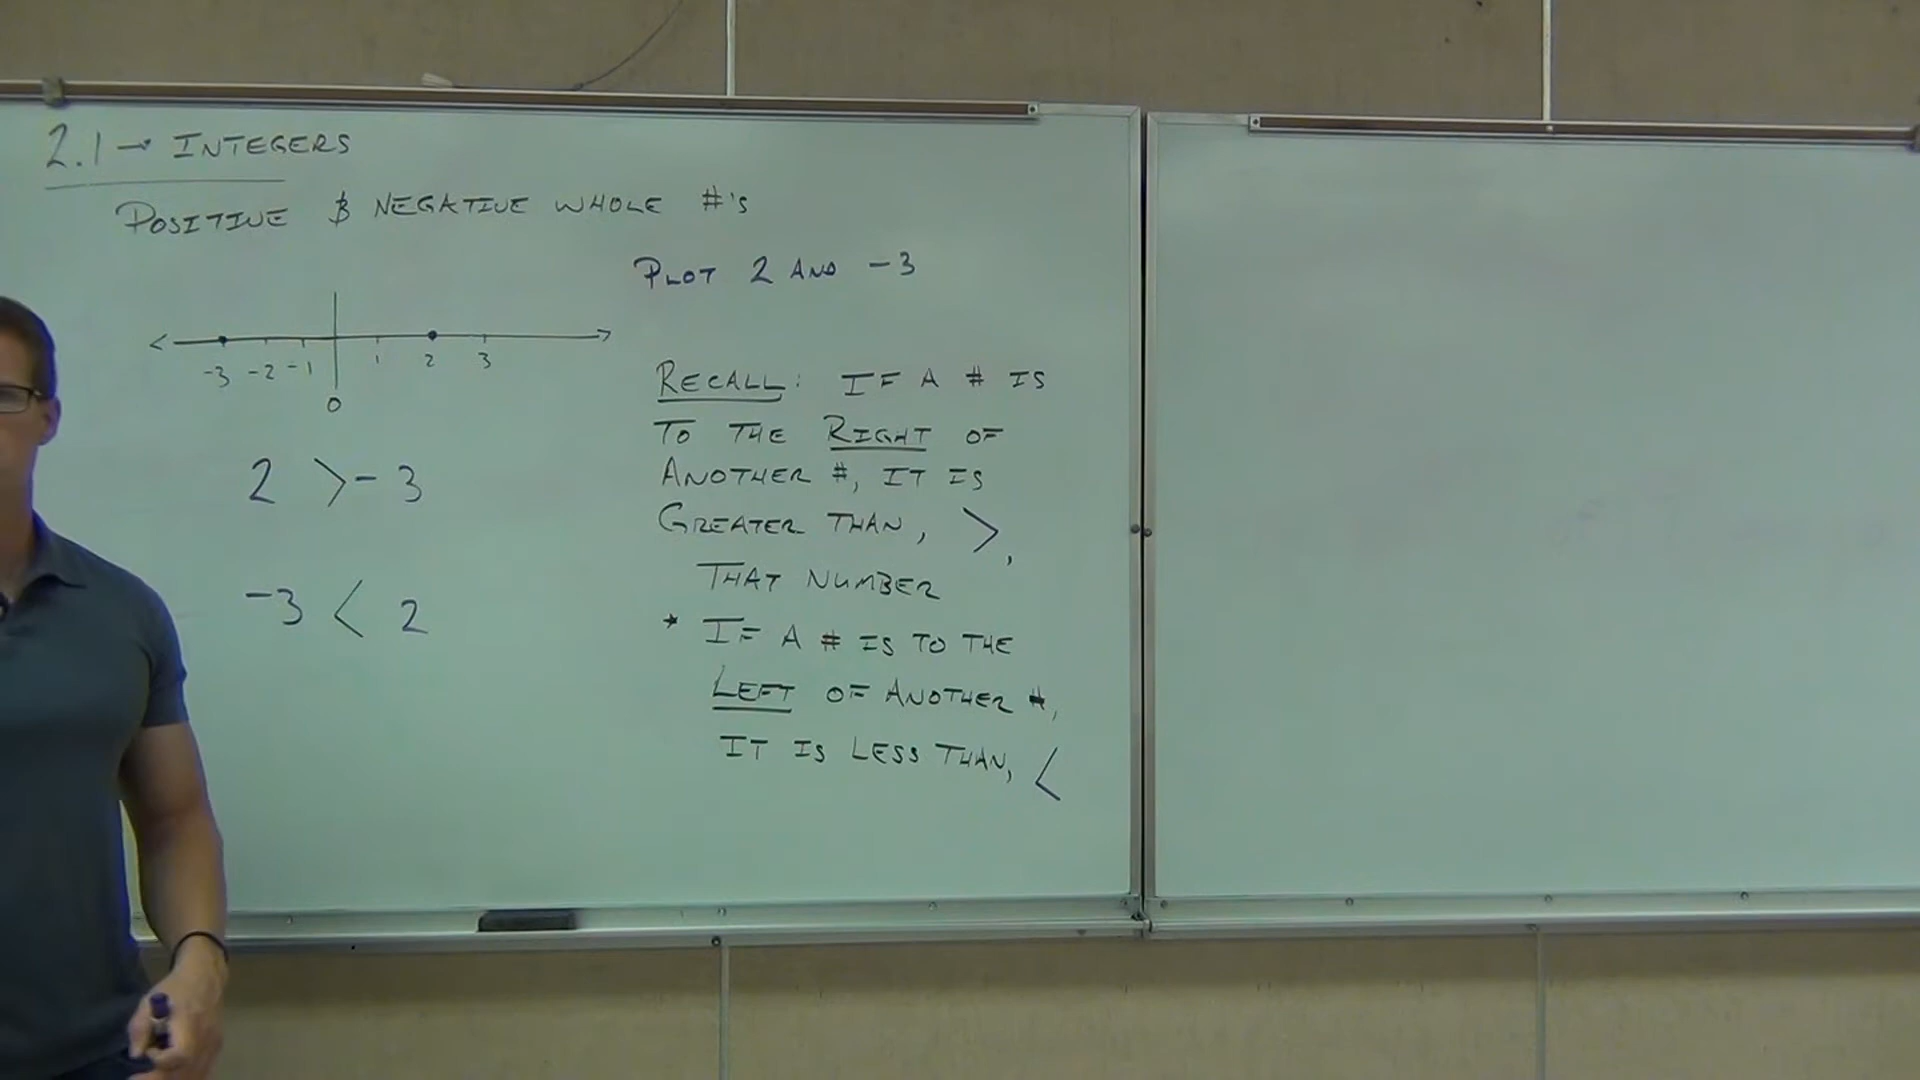 2.1 → INTEGERS
POSITIVE & NEGATIVE WHOLE #'S
PLOT 2 AND -3
-3 -2 -1 1 2 3
0
2 > -3
-3 < 2
RECALL: IF A # IS
TO THE RIGHT OF
ANOTHER #, IT IS
GREATER THAN, >,
THAT NUMBER
* IF A # IS TO THE
LEFT OF ANOTHER #,
IT IS LESS THAN, <